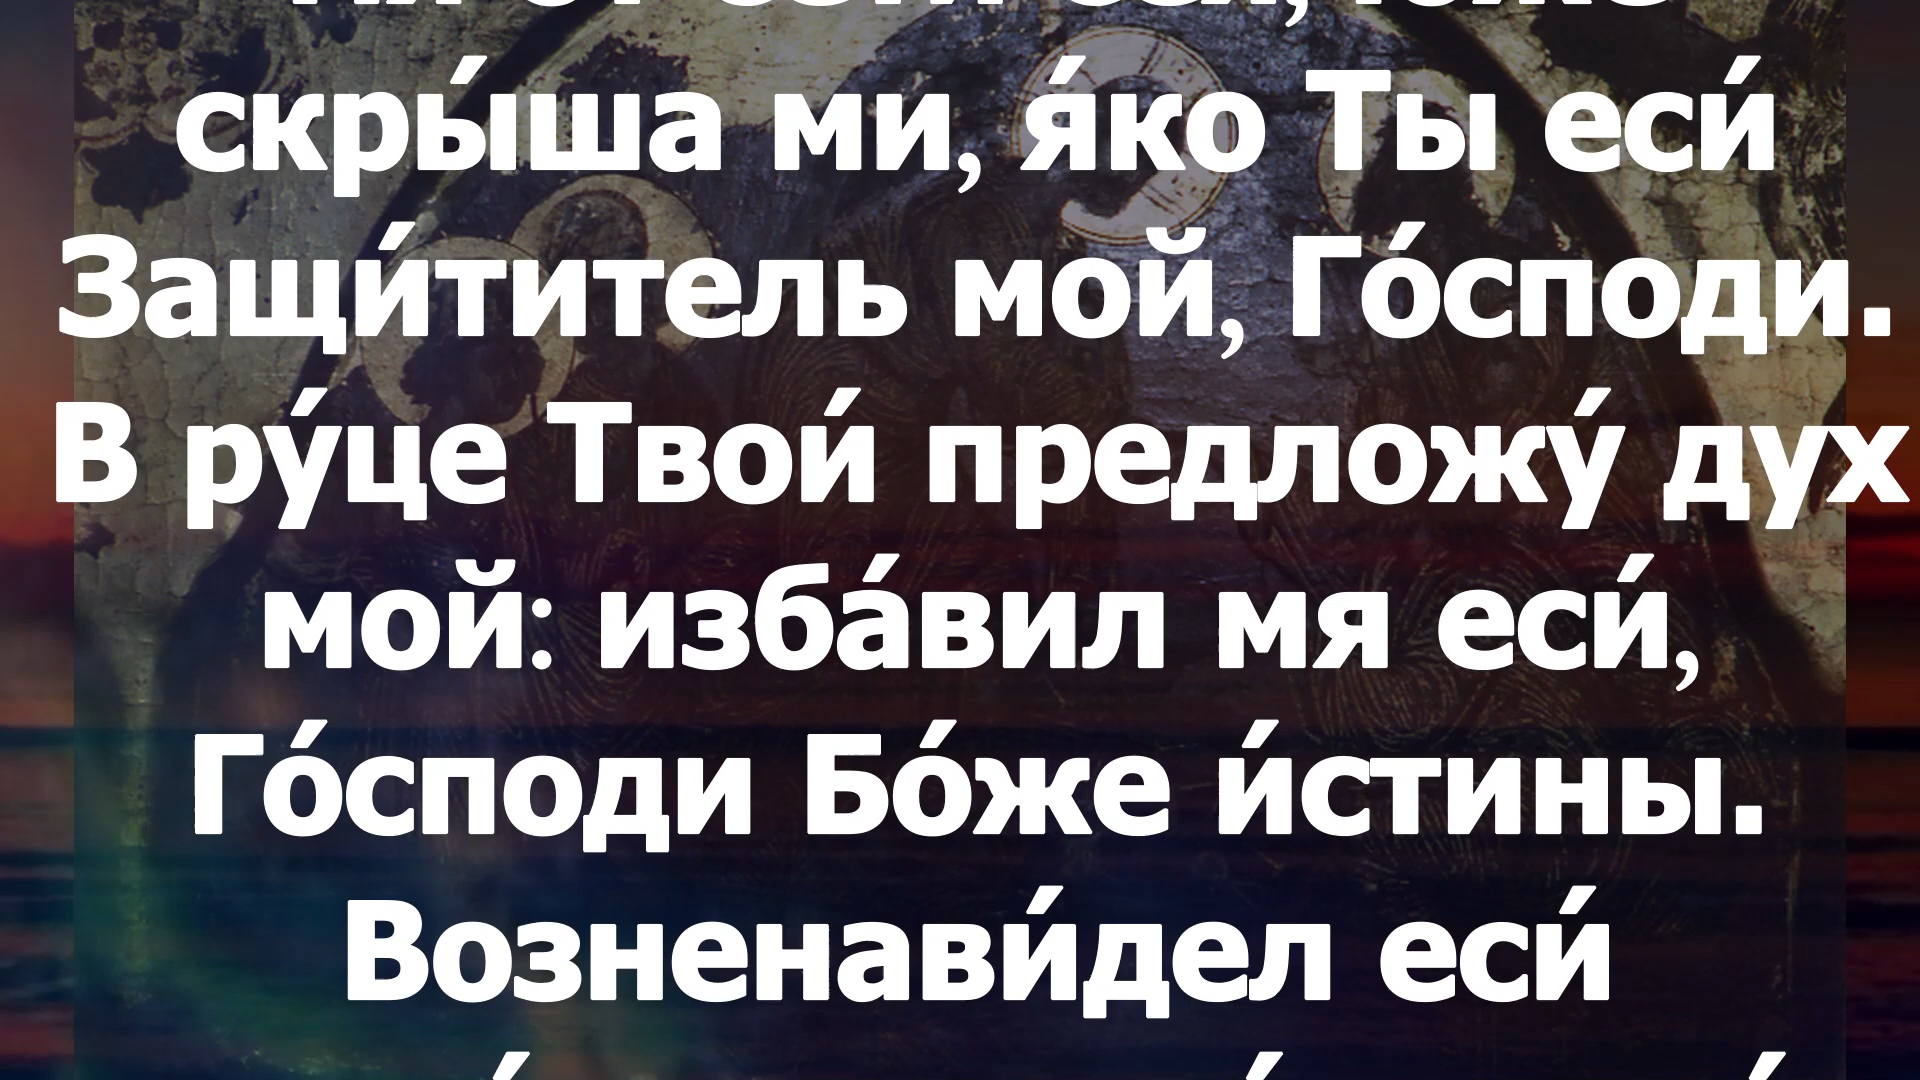 скры́ша ми, я́ко Ты еси́
Защи́титель мой, Го́споди.
В ру́це Твои́ предложу́ дух
мой: изба́вил мя еси́,
Го́споди Бо́же и́стины.
Возненави́дел еси́